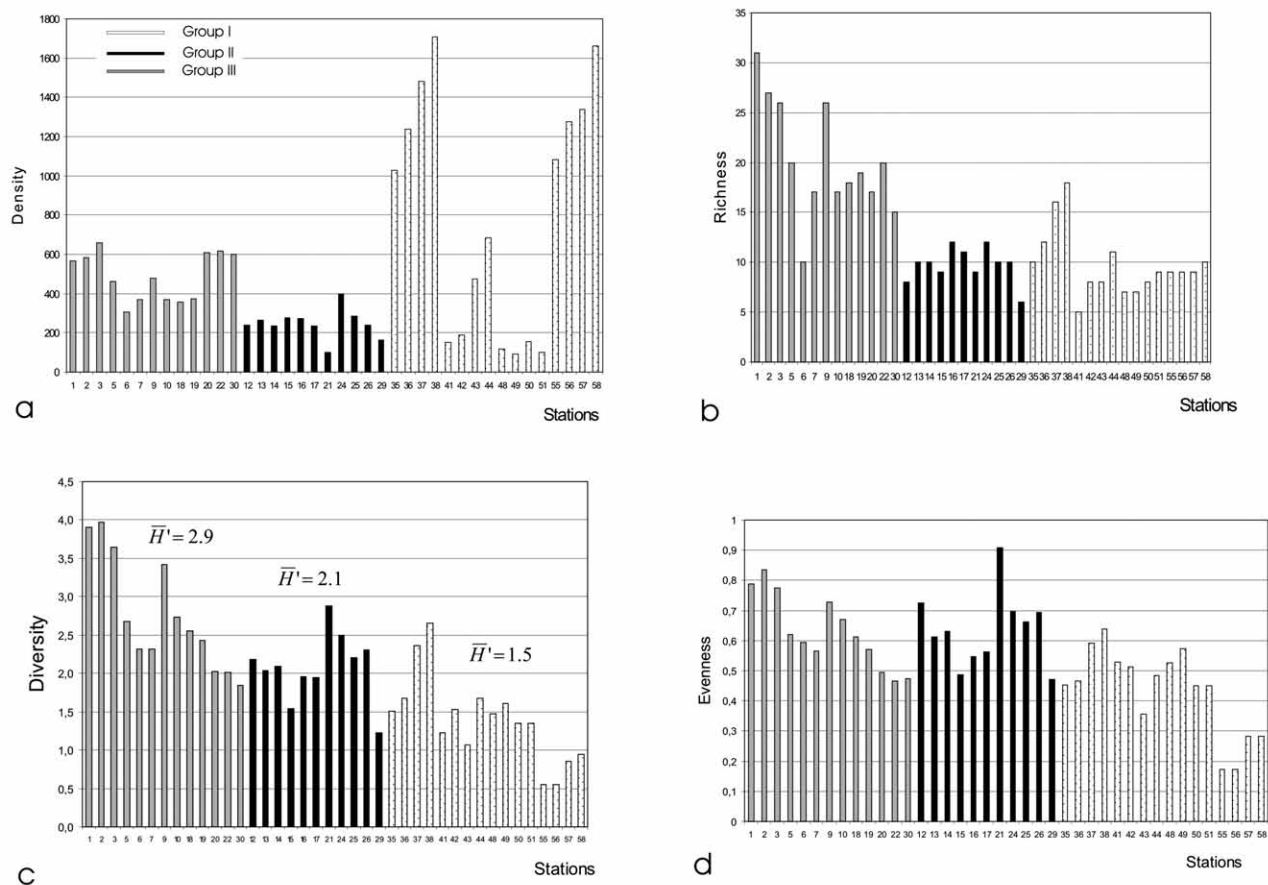 1800
1600
1400
1200
1000
800
600
400
200
0
Density
Group I
Group II
Group III
1 2 3 5 6 7 9 10 18 19 20 22 30 12 13 14 15 16 17 21 24 25 26 29 35 36 37 38 41 42 43 44 48 49 50 51 55 56 57 58
a
Stations
35
30
25
20
15
10
5
0
Richness
1 2 3 5 6 7 9 10 18 19 20 22 30 12 13 14 15 16 17 21 24 25 26 29 35 36 37 38 41 42 43 44 48 49 50 51 55 56 57 58
b
Stations
4,5
4,0
3,5
3,0
2,5
2,0
1,5
1,0
0,5
0,0
Diversity
H̅' = 2.9
H̅' = 2.1
H̅' = 1.5
1 2 3 5 6 7 9 10 18 19 20 22 30 12 13 14 15 16 17 21 24 25 26 29 35 36 37 38 41 42 43 44 48 49 50 51 55 56 57 58
c
Stations
1
0,9
0,8
0,7
0,6
0,5
0,4
0,3
0,2
0,1
0
Evenness
1 2 3 5 6 7 9 10 18 19 20 22 30 12 13 14 15 16 17 21 24 25 26 29 35 36 37 38 41 42 43 44 48 49 50 51 55 56 57 58
d
Stations